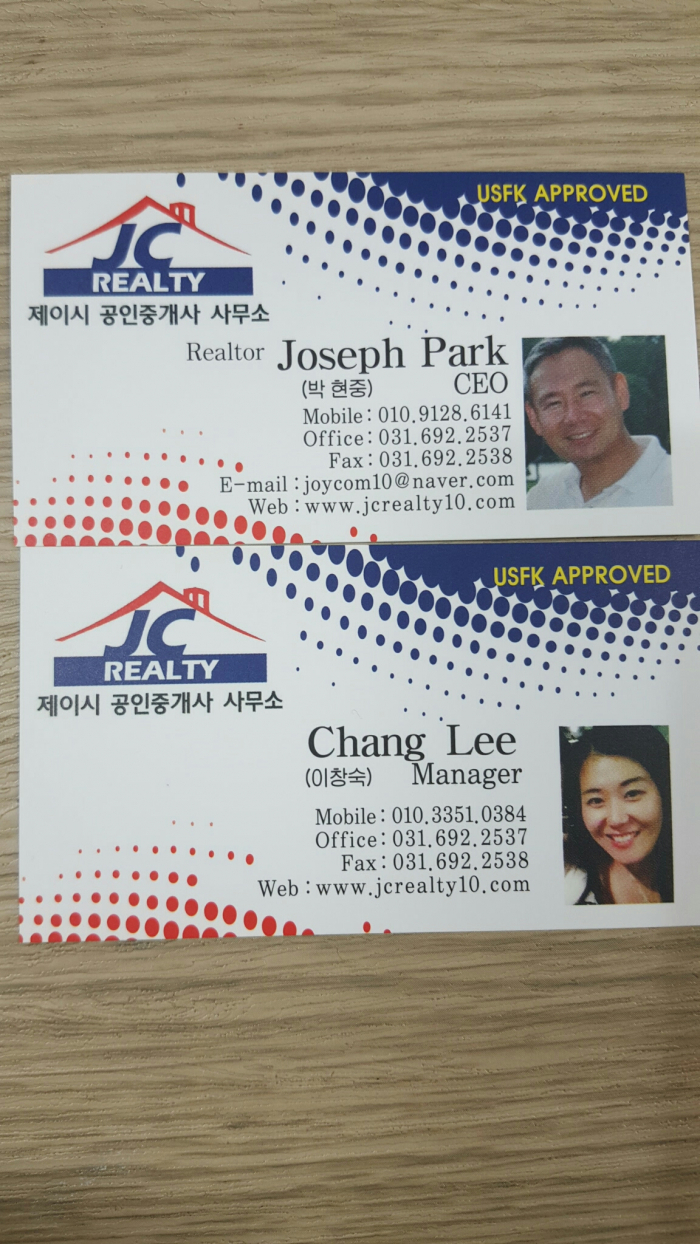 USFK APPROVED
JC
REALTY
제이시 공인중개사 사무소
Realtor Joseph Park
(박 현중) CEO
Mobile : 010.9128.6141
Office : 031.692.2537
Fax : 031.692.2538
E-mail : joycom10@naver.com
Web : www.jcrealty10.com
USFK APPROVED
JC
REALTY
제이시 공인중개사 사무소
Chang Lee
(이창숙) Manager
Mobile : 010.3351.0384
Office : 031.692.2537
Fax : 031.692.2538
Web : www.jcrealty10.com